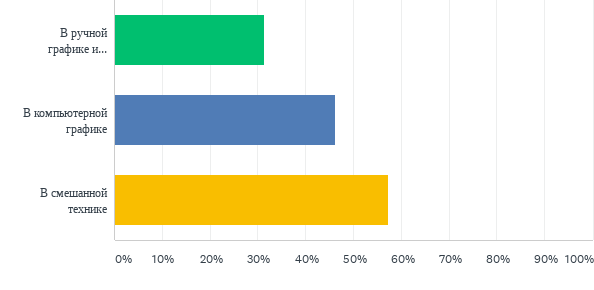 В ручной
графике и...
В компьютерной
графике
В смешанной
технике
0% 10% 20% 30% 40% 50% 60% 70% 80% 90% 100%